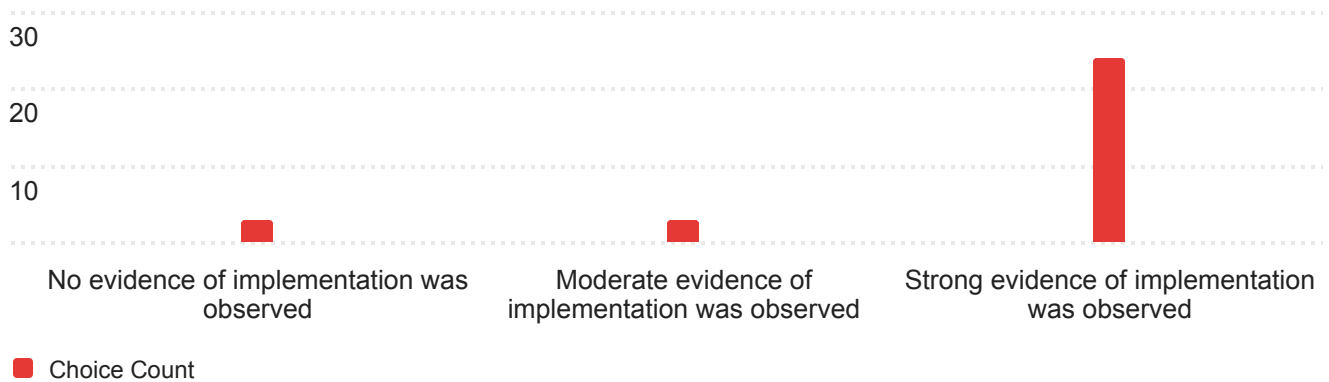 30
20
10
No evidence of implementation was
observed
Moderate evidence of
implementation was observed
Strong evidence of implementation
was observed
Choice Count